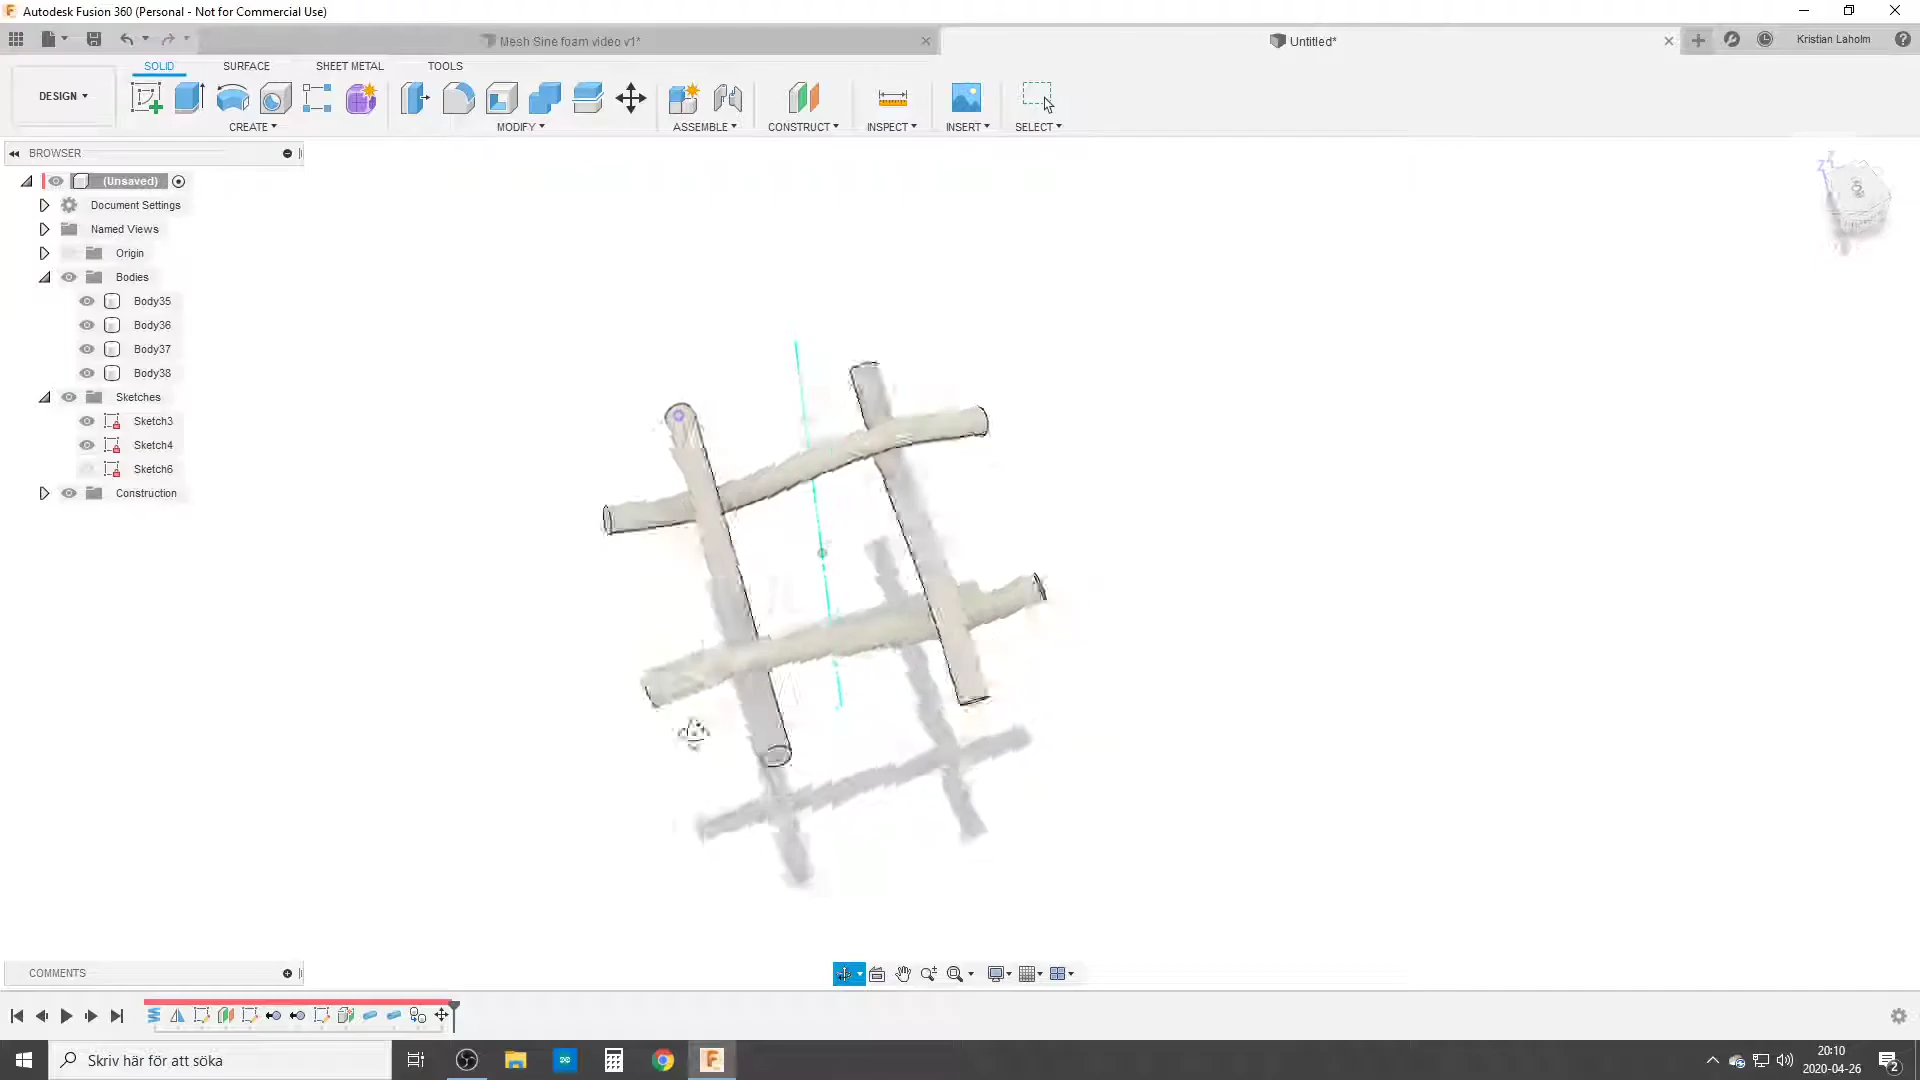 Autodesk Fusion 360 (Personal - Not for Commercial Use)
Mesh Sine foam video v1*
Untitled*
Kristian Laholm
SOLID
SURFACE
SHEET METAL
TOOLS
DESIGN
CREATE
MODIFY
ASSEMBLE
CONSTRUCT
INSPECT
INSERT
SELECT
BROWSER
(Unsaved)
Document Settings
Named Views
Origin
Bodies
Body35
Body36
Body37
Body38
Sketches
Sketch3
Sketch4
Sketch6
Construction
COMMENTS
Skriv här för att söka
20:10
2020-04-26
2